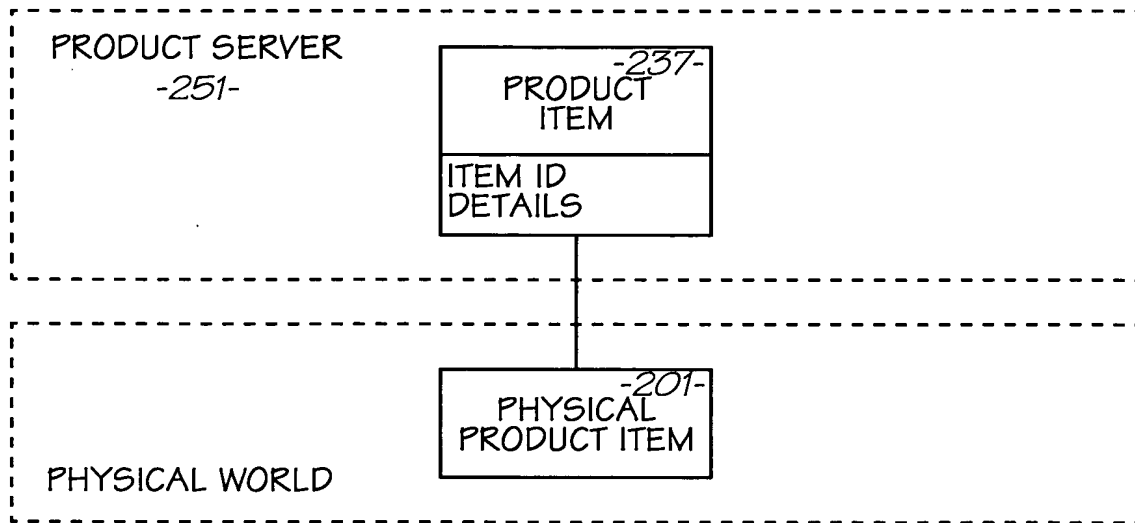 PRODUCT SERVER
-251-
-237-
PRODUCT
ITEM
ITEM ID
DETAILS
-201-
PHYSICAL
PRODUCT ITEM
PHYSICAL WORLD